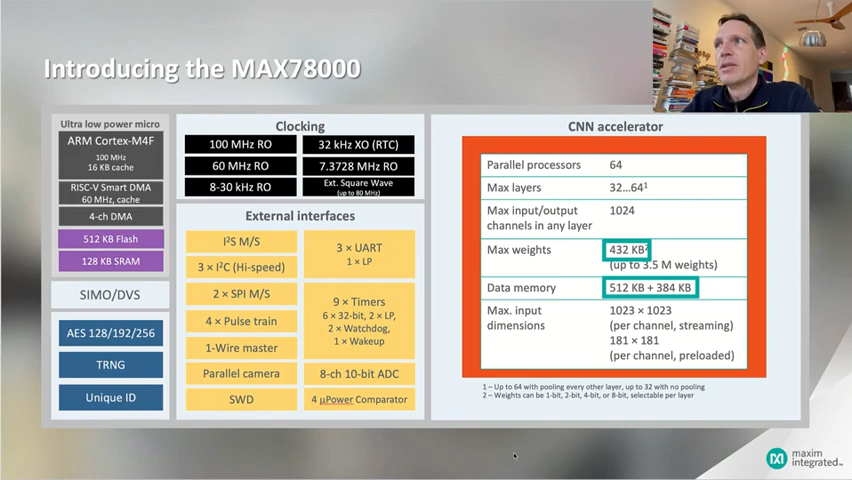 Introducing the MAX78000
Ultra low power micro
ARM Cortex-M4F
100 MHz
16 KB cache
RISC-V Smart DMA
60 MHz, cache
4-ch DMA
512 KB Flash
128 KB SRAM
SIMO/DVS
AES 128/192/256
TRNG
Unique ID
Clocking
100 MHz RO
32 kHz XO (RTC)
60 MHz RO
7.3728 MHz RO
8-30 kHz RO
Ext. Square Wave
(up to 80 MHz)
External interfaces
I²S M/S
3 × I²C (Hi-speed)
2 × SPI M/S
4 × Pulse train
1-Wire master
Parallel camera
SWD
3 × UART
1 × LP
9 × Timers
6 × 32-bit, 2 × LP,
2 × Watchdog,
1 × Wakeup
8-ch 10-bit ADC
4 µPower Comparator
CNN accelerator
Parallel processors 64
Max layers 32…64¹
Max input/output 1024
channels in any layer
Max weights 432 KB²
(up to 3.5 M weights)
Data memory 512 KB + 384 KB
Max. input 1023 × 1023
dimensions (per channel, streaming)
181 × 181
(per channel, preloaded)
1 – Up to 64 with pooling every other layer, up to 32 with no pooling
2 – Weights can be 1-bit, 2-bit, 4-bit, or 8-bit, selectable per layer
maxim
integrated™